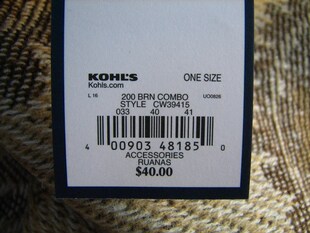 KOHL'S ONE SIZE
Kohls.com
L 16 200 BRN COMBO UO0828
STYLE CW39415
033 40 41
4 00903 48185 0
ACCESSORIES
RUANAS
$40.00